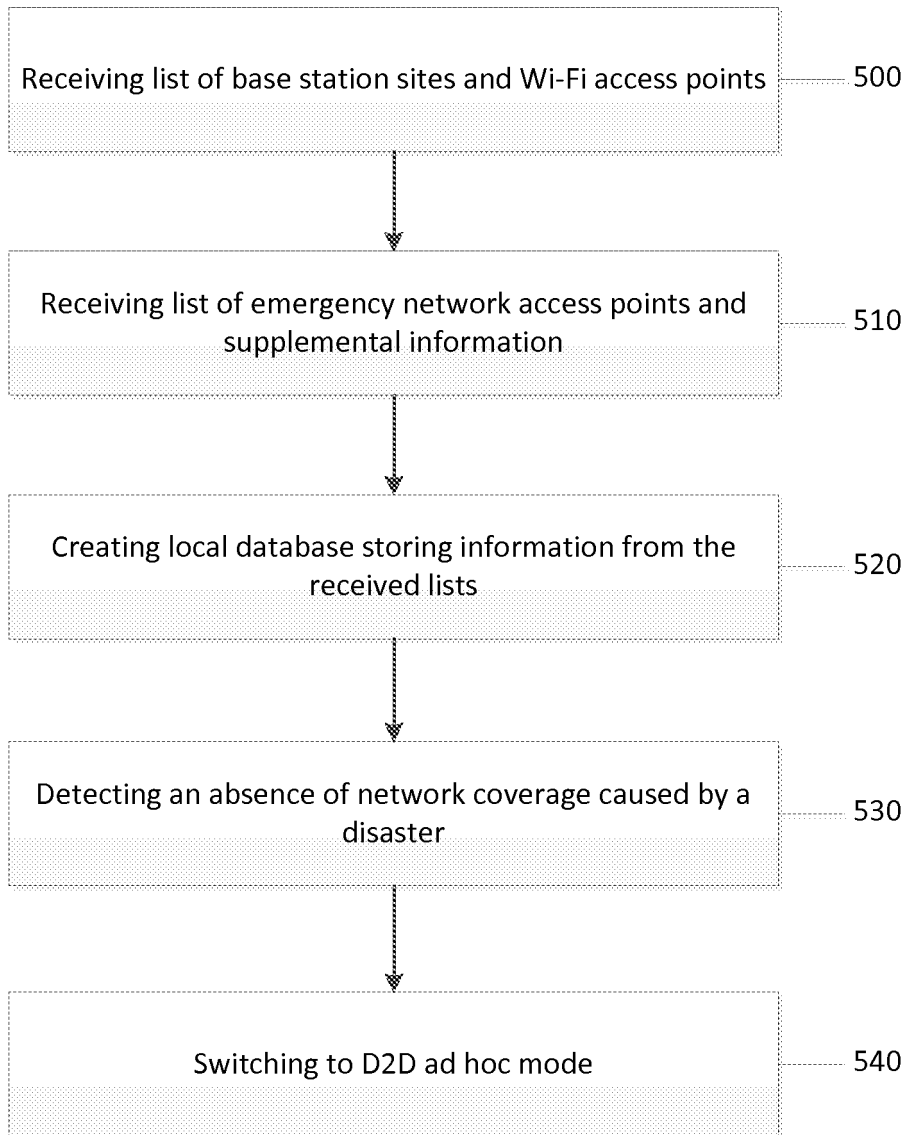 Receiving list of base station sites and Wi-Fi access points
500
Receiving list of emergency network access points and
supplemental information
510
Creating local database storing information from the
received lists
520
Detecting an absence of network coverage caused by a
disaster
530
Switching to D2D ad hoc mode
540